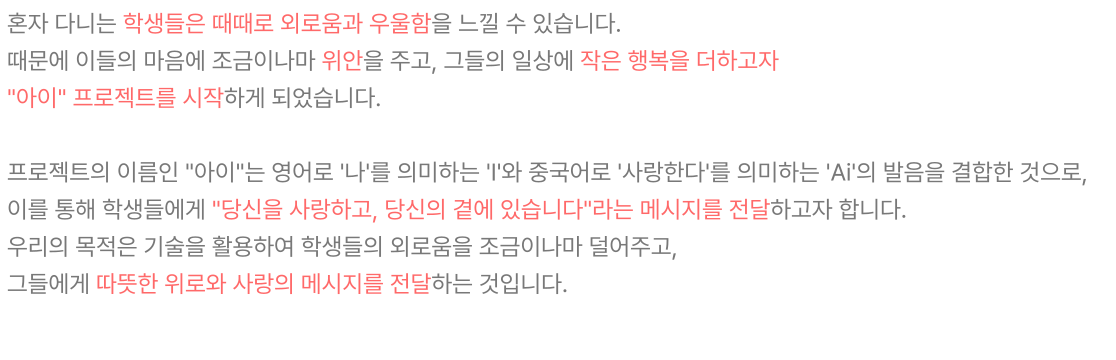 혼자 다니는 학생들은 때때로 외로움과 우울함을 느낄 수 있습니다.
때문에 이들의 마음에 조금이나마 위안을 주고, 그들의 일상에 작은 행복을 더하고자
"아이" 프로젝트를 시작하게 되었습니다.
프로젝트의 이름인 "아이"는 영어로 '나'를 의미하는 'I'와 중국어로 '사랑한다'를 의미하는 'Ai'의 발음을 결합한 것으로,
이를 통해 학생들에게 "당신을 사랑하고, 당신의 곁에 있습니다"라는 메시지를 전달하고자 합니다.
우리의 목적은 기술을 활용하여 학생들의 외로움을 조금이나마 덜어주고,
그들에게 따뜻한 위로와 사랑의 메시지를 전달하는 것입니다.